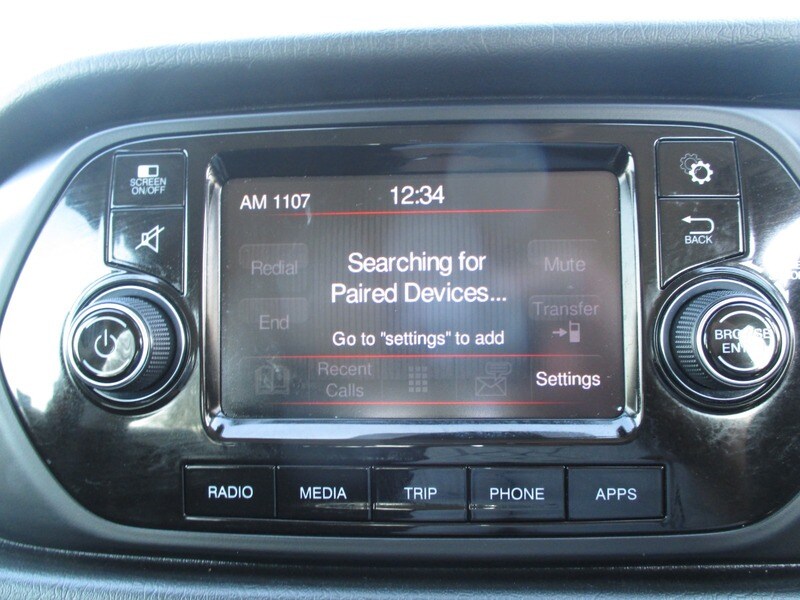 SCREEN
ON/OFF
AM 1107
12:34
BACK
Redial
Searching for
Paired Devices...
Mute
End
Transfer
Go to "settings" to add
Recent
Calls
Settings
BROWSE
ENT
RADIO
MEDIA
TRIP
PHONE
APPS